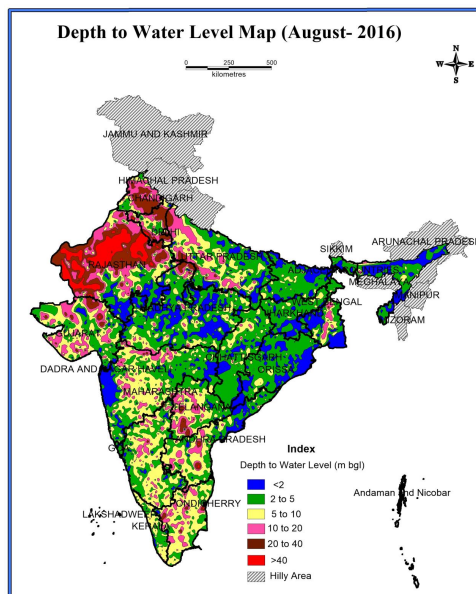 Depth to Water Level Map (August- 2016)
0 250 500
kilometres
N
W E
S
JAMMU AND KASHMIR
HIMACHAL PRADESH
CHANDIGARH
DELHI
ARUNACHAL PRADESH
SIKKIM
UTTAR PRADESH
RAJASTHAN
MEGHALAYA
MANIPUR
WEST BENGAL
JHARKHAND
MIZORAM
GUJARAT
CHHATTISGARH
ORISSA
DADRA AND NAGAR HAVELI
MAHARASHTRA
TELANGANA
ANDHRA PRADESH
PONDICHERRY
LAKSHADWEEP
KERALA
Andaman and Nicobar
Index
Depth to Water Level (m bgl)
<2
2 to 5
5 to 10
10 to 20
20 to 40
>40
Hilly Area